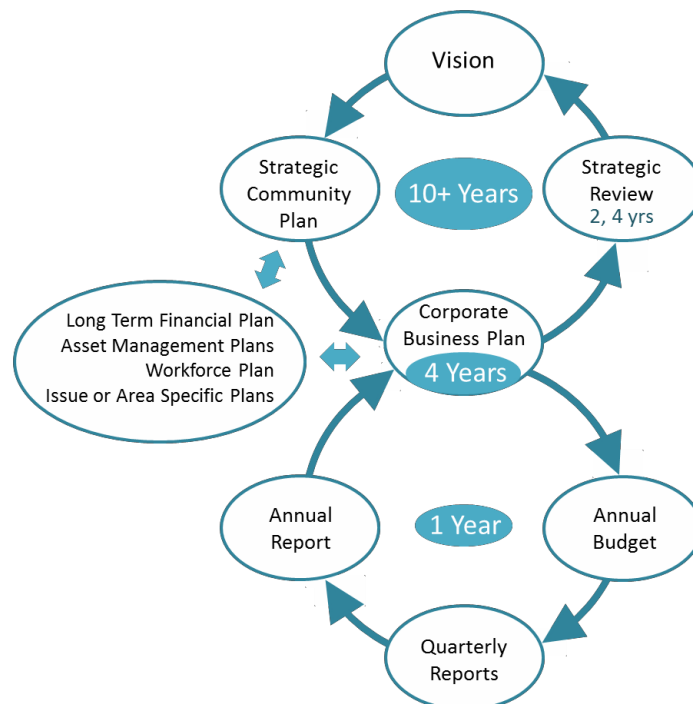 Vision
Strategic
Community
Plan
10+ Years
Strategic
Review
2, 4 yrs
Long Term Financial Plan
Asset Management Plans
Workforce Plan
Issue or Area Specific Plans
Corporate
Business Plan
4 Years
Annual
Report
1 Year
Annual
Budget
Quarterly
Reports